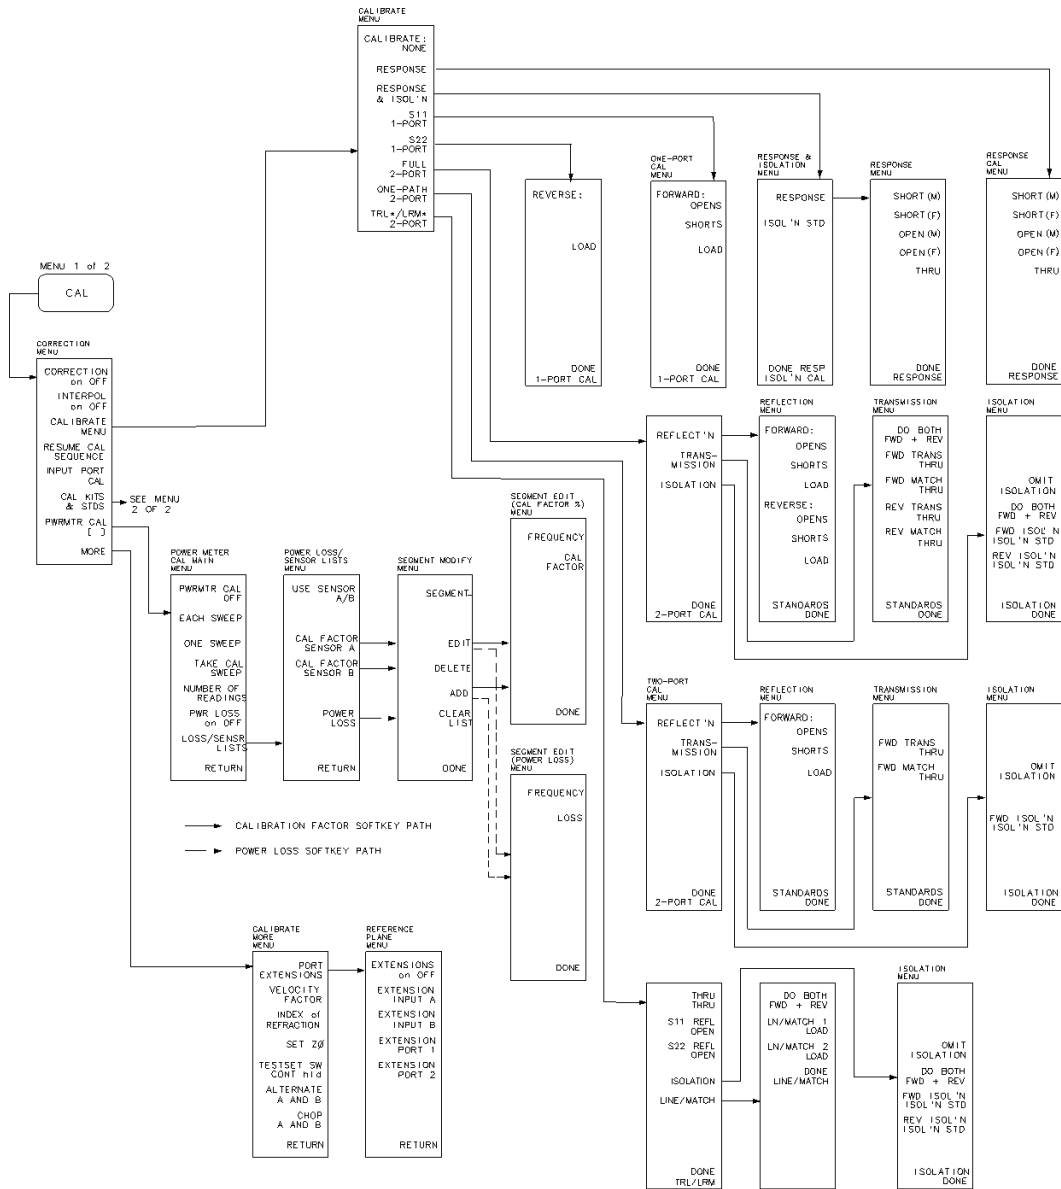 CALIBRATE
MENU
CALIBRATE:
NONE
RESPONSE
RESPONSE
& ISOL'N
S11
1-PORT
S22
1-PORT
FULL
2-PORT
ONE-PATH
2-PORT
TRL*/LRM*
2-PORT
REVERSE:
LOAD
DONE
1-PORT CAL
ONE-PORT
CAL
MENU
FORWARD:
OPENS
SHORTS
LOAD
DONE
1-PORT CAL
RESPONSE &
ISOLATION
MENU
RESPONSE
ISOL'N STD
DONE RESP
ISOL'N CAL
RESPONSE
MENU
SHORT(M)
SHORT(F)
OPEN(M)
OPEN(F)
THRU
DONE
RESPONSE
RESPONSE
CAL
MENU
SHORT(M)
SHORT(F)
OPEN(M)
OPEN(F)
THRU
DONE
RESPONSE
MENU 1 of 2
CAL
CORRECTION
MENU
CORRECTION
on OFF
INTERPOL
on OFF
CALIBRATE
MENU
RESUME CAL
SEQUENCE
INPUT PORT
CAL
CAL KITS
& STDS
SEE MENU
2 OF 2
PWRMTR CAL
[ ]
MORE
REFLECT'N
TRANS-
MISSION
ISOLATION
DONE
2-PORT CAL
REFLECTION
MENU
FORWARD:
OPENS
SHORTS
LOAD
REVERSE:
OPENS
SHORTS
LOAD
STANDARDS
DONE
TRANSMISSION
MENU
DO BOTH
FWD + REV
FWD TRANS
THRU
FWD MATCH
THRU
REV TRANS
THRU
REV MATCH
THRU
STANDARDS
DONE
ISOLATION
MENU
OMIT
ISOLATION
DO BOTH
FWD + REV
FWD ISOL'N
ISOL'N STD
REV ISOL'N
ISOL'N STD
ISOLATION
DONE
POWER METER
CAL MAIN
MENU
PWRMTR CAL
OFF
EACH SWEEP
ONE SWEEP
TAKE CAL
SWEEP
NUMBER OF
READINGS
PWR LOSS
on OFF
LOSS/SENSR
LISTS
RETURN
POWER LOSS/
SENSOR LISTS
MENU
USE SENSOR
A/B
CAL FACTOR
SENSOR A
CAL FACTOR
SENSOR B
POWER
LOSS
RETURN
SEGMENT MODIFY
MENU
SEGMENT
EDIT
DELETE
ADD
CLEAR
LIST
DONE
SEGMENT EDIT
(CAL FACTOR %)
MENU
FREQUENCY
CAL
FACTOR
DONE
SEGMENT EDIT
(POWER LOSS)
MENU
FREQUENCY
LOSS
DONE
CALIBRATION FACTOR SOFTKEY PATH
POWER LOSS SOFTKEY PATH
TWO-PORT
CAL
MENU
REFLECT'N
TRANS-
MISSION
ISOLATION
DONE
2-PORT CAL
REFLECTION
MENU
FORWARD:
OPENS
SHORTS
LOAD
STANDARDS
DONE
TRANSMISSION
MENU
FWD TRANS
THRU
FWD MATCH
THRU
STANDARDS
DONE
ISOLATION
MENU
OMIT
ISOLATION
FWD ISOL'N
ISOL'N STD
ISOLATION
DONE
CALIBRATE
MORE
MENU
PORT
EXTENSIONS
VELOCITY
FACTOR
INDEX of
REFRACTION
SET ZØ
TESTSET SW
CONT hld
ALTERNATE
A AND B
CHOP
A AND B
RETURN
REFERENCE
PLANE
MENU
EXTENSIONS
on OFF
EXTENSION
INPUT A
EXTENSION
INPUT B
EXTENSION
PORT 1
EXTENSION
PORT 2
RETURN
THRU
THRU
S11 REFL
OPEN
S22 REFL
OPEN
ISOLATION
LINE/MATCH
DONE
TRL/LRM
DO BOTH
FWD + REV
LN/MATCH 1
LOAD
LN/MATCH 2
LOAD
DONE
LINE/MATCH
ISOLATION
MENU
OMIT
ISOLATION
DO BOTH
FWD + REV
FWD ISOL'N
ISOL'N STD
REV ISOL'N
ISOL'N STD
ISOLATION
DONE